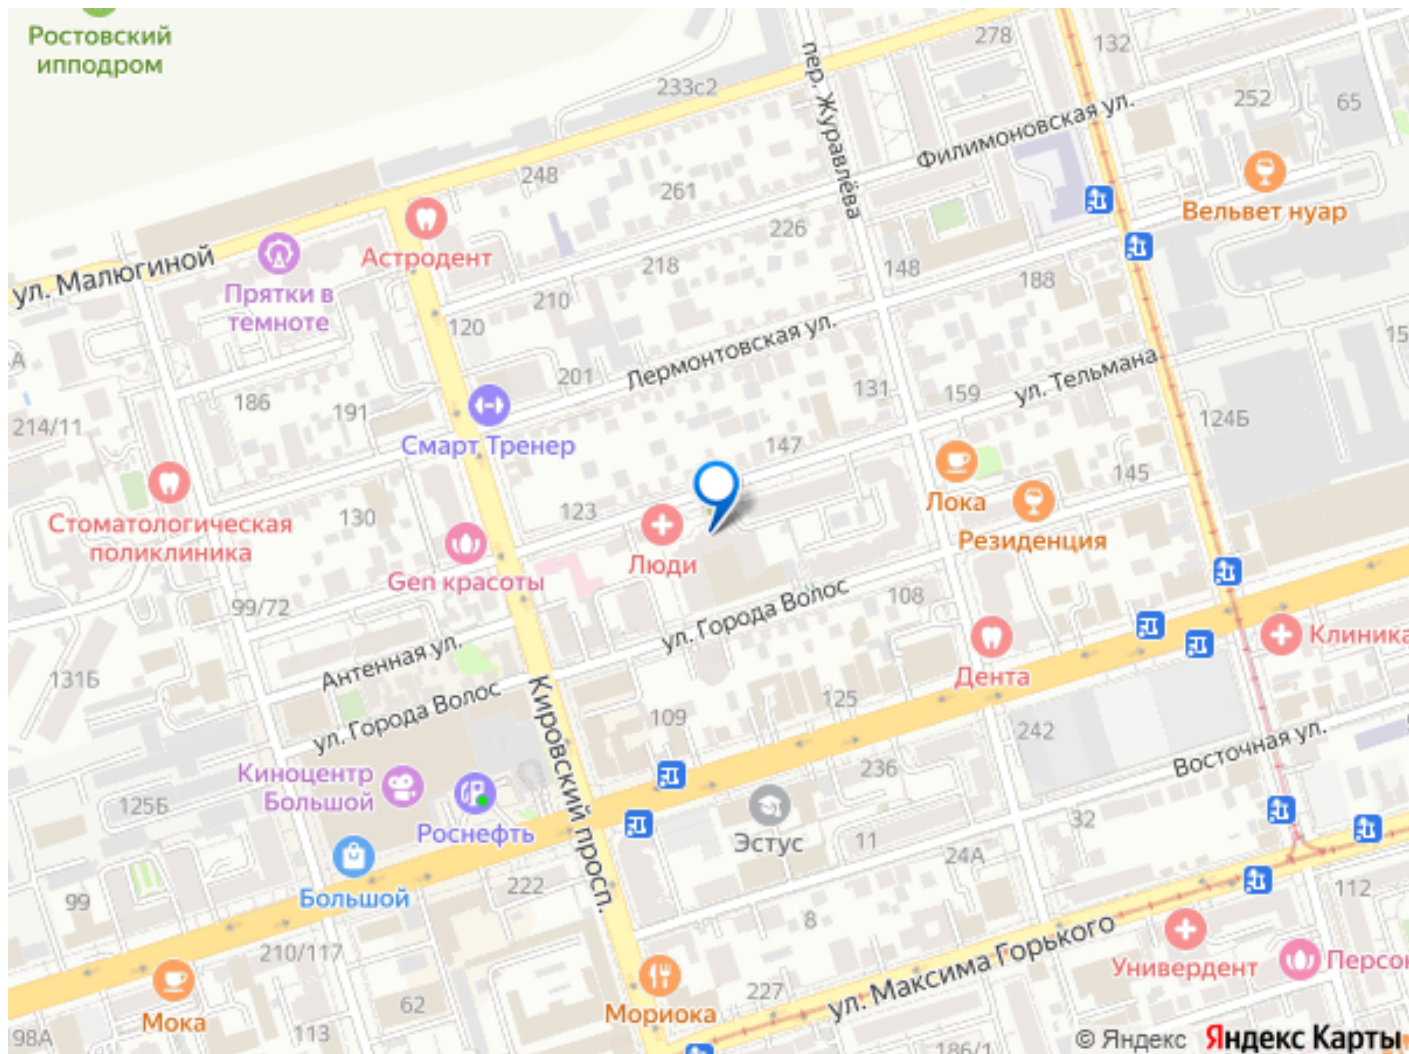 Ростовский
ипподром
278
132
233с2
пер. Журавлёва
252
65
Филимоновская ул.
248
261
Вельвет нуар
226
Астродент
ул. Малюгиной
218
148
188
Прятки в
темноте
210
120
Лермонтовская ул.
201
ул. Тельмана
131
159
186
191
214/11
124Б
Смарт Тренер
147
145
Лока
123
130
Стоматологическая
поликлиника
Резиденция
Люди
Gen красоты
99/72
ул. Города Волос
108
Клиника
Антенная ул.
131Б
Дента
ул. Города Волос
125
109
Кировский просп.
242
Восточная ул.
Киноцентр
Большой
125Б
236
Роснефть
Эстус
11
32
24А
222
Большой
99
112
8
210/117
ул. Максима Горького
Универдент
Персон
62
227
Мориока
Мока
113
98А
186/1
© Яндекс Яндекс Карты